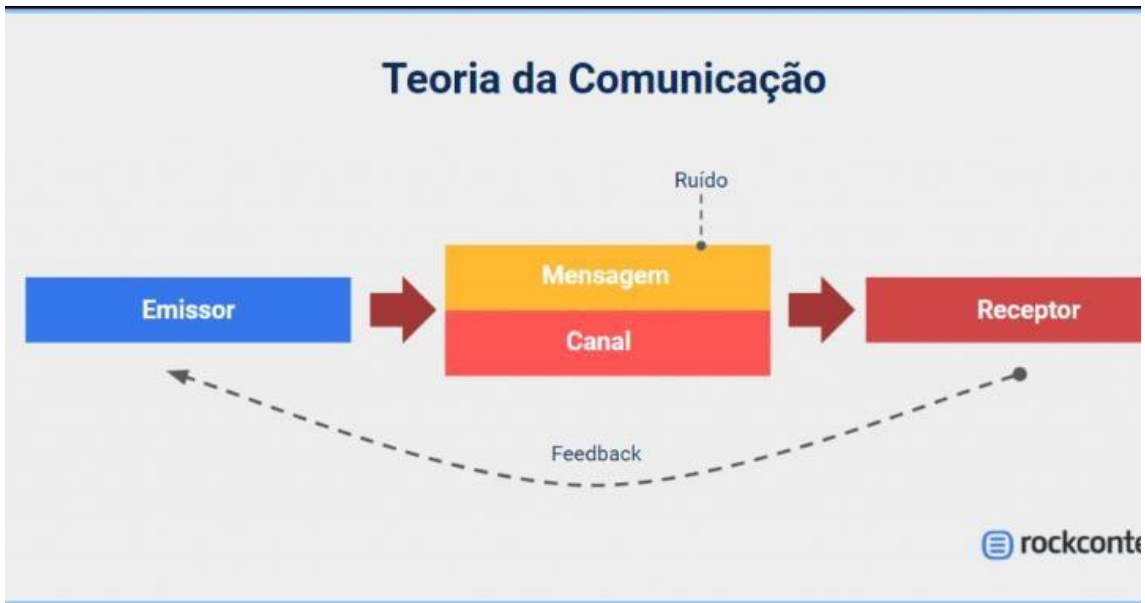 Teoria da Comunicação
Ruído
Mensagem
Emissor
Receptor
Canal
Feedback
rockconte